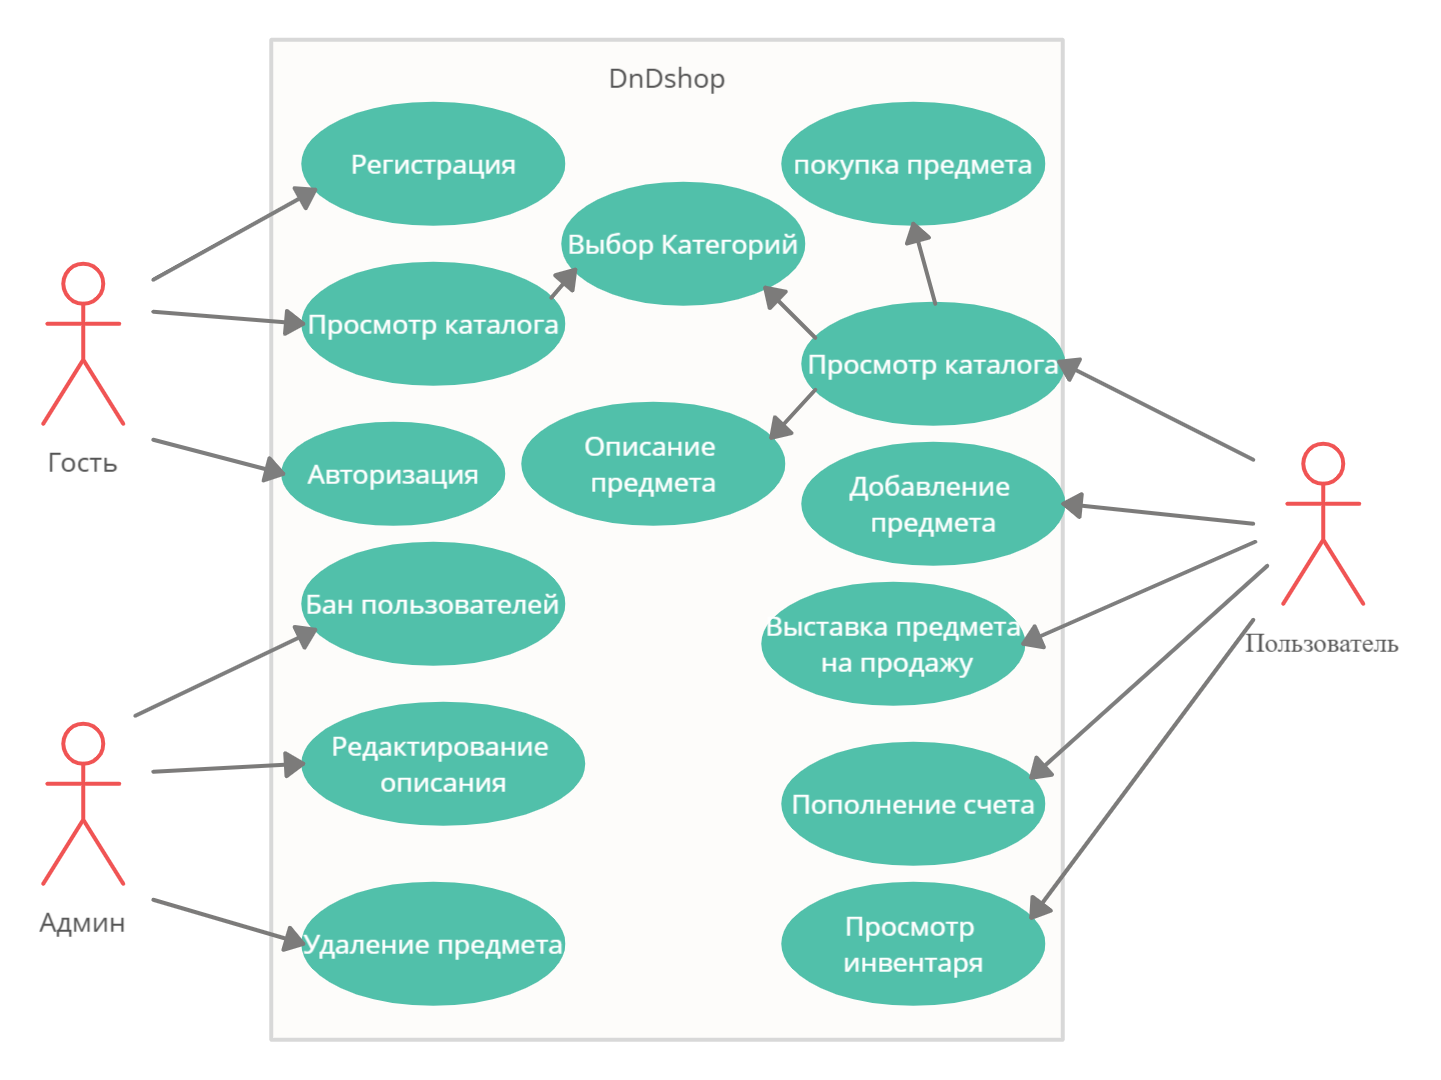 DnDshop
Регистрация
покупка предмета
Выбор Категорий
Просмотр каталога
Просмотр каталога
Гость
Описание
предмета
Авторизация
Добавление
предмета
Бан пользователей
Выставка предмета
на продажу
Пользователь
Редактирование
описания
Пополнение счета
Админ
Удаление предмета
Просмотр
инвентаря